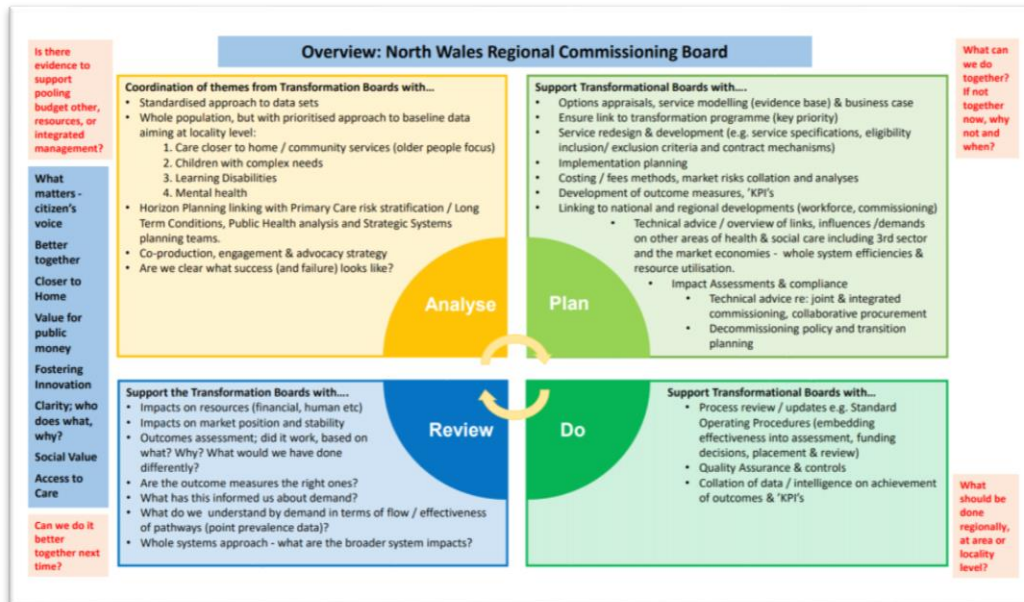 Overview: North Wales Regional Commissioning Board
Is there
evidence to
support
pooling
budget other,
resources, or
integrated
management?
What
matters -
citizen's
voice
Better
together
Closer to
Home
Value for
public
money
Fostering
Innovation
Clarity; who
does what,
why?
Social Value
Access to
Care
Can we do it
better
together next
time?
Coordination of themes from Transformation Boards with...
• Standardised approach to data sets
• Whole population, but with prioritised approach to baseline data
aiming at locality level:
1. Care closer to home / community services (older people focus)
2. Children with complex needs
3. Learning Disabilities
4. Mental health
• Horizon Planning linking with Primary Care risk stratification / Long
Term Conditions, Public Health analysis and Strategic Systems
planning teams.
• Co-production, engagement & advocacy strategy
• Are we clear what success (and failure) looks like?
Analyse
Support Transformational Boards with....
• Options appraisals, service modelling (evidence base) & business case
• Ensure link to transformation programme (key priority)
• Service redesign & development (e.g. service specifications, eligibility
inclusion/ exclusion criteria and contract mechanisms)
• Implementation planning
• Costing / fees methods, market risks collation and analyses
• Development of outcome measures, 'KPI's
• Linking to national and regional developments (workforce, commissioning)
• Technical advice / overview of links, influences /demands
on other areas of health & social care including 3rd sector
and the market economies - whole system efficiencies &
resource utilisation.
• Impact Assessments & compliance
• Technical advice re: joint & integrated
commissioning, collaborative procurement
• Decommissioning policy and transition
planning
Plan
Support the Transformation Boards with....
• Impacts on resources (financial, human etc)
• Impacts on market position and stability
• Outcomes assessment; did it work, based on
what? Why? What would we have done
differently?
• Are the outcome measures the right ones?
• What has this informed us about demand?
• What do we understand by demand in terms of flow / effectiveness
of pathways (point prevalence data)?
• Whole systems approach - what are the broader system impacts?
Review
Support Transformational Boards with...
• Process review / updates e.g. Standard
Operating Procedures (embedding
effectiveness into assessment, funding
decisions, placement & review)
• Quality Assurance & controls
• Collation of data / intelligence on achievement
of outcomes & 'KPI's
Do
What can
we do
together?
If not
together
now, why
not and
when?
What
should be
done
regionally,
at area or
locality
level?